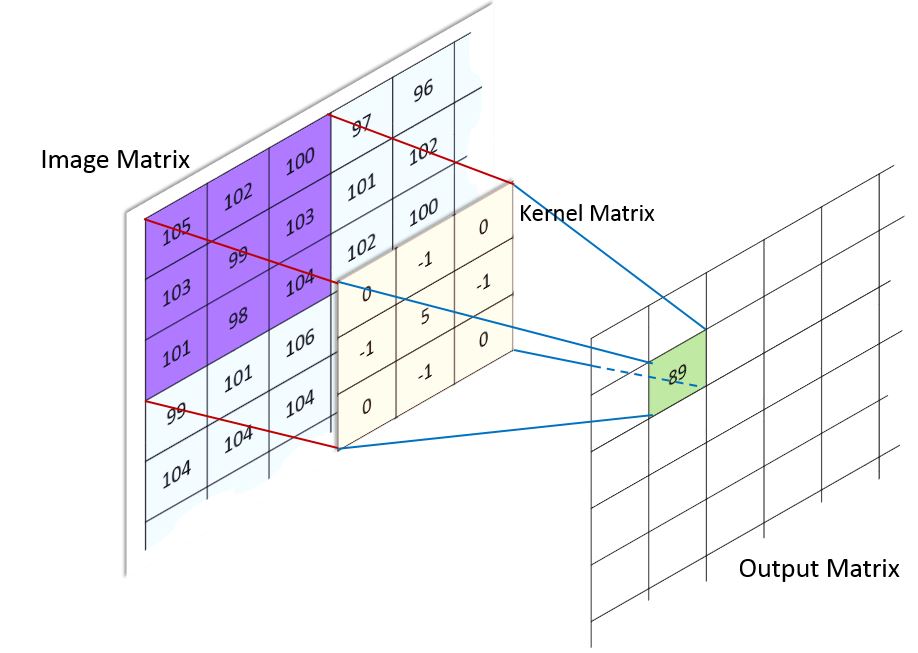 Image Matrix
105 102 100 97 96
103 99 103 101 102
101 98 104 102 100
99 101 106
104 104 104
Kernel Matrix
0 -1 0
-1 5 -1
0 -1 0
89
Output Matrix